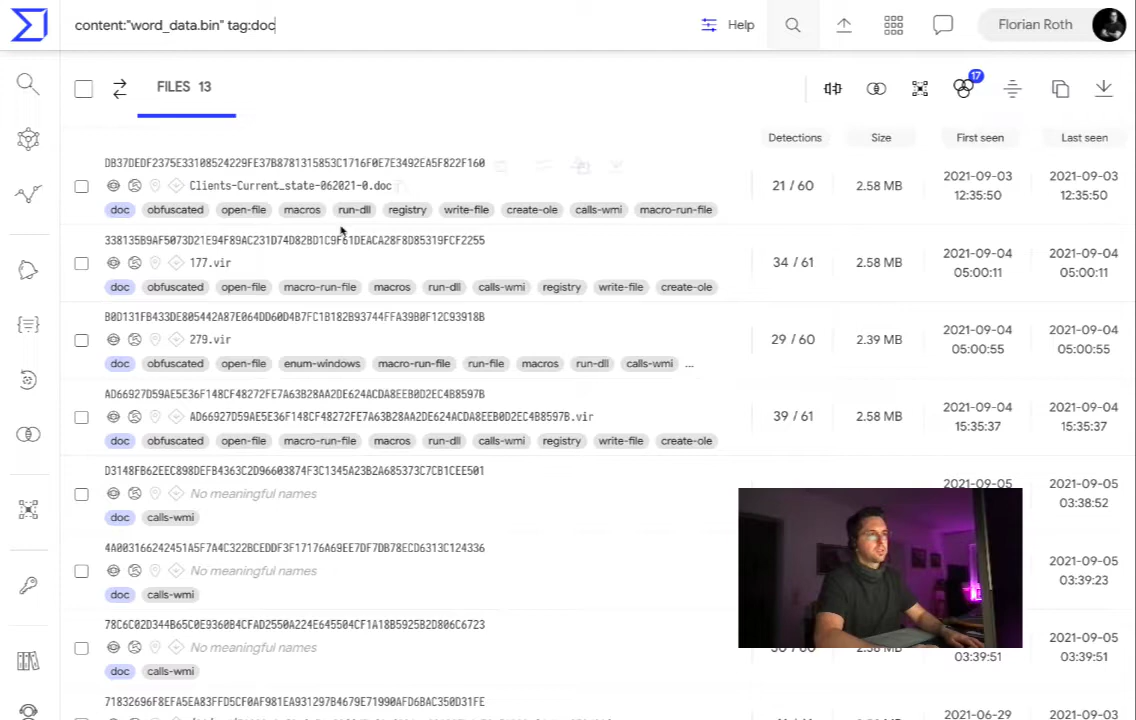 content:"word_data.bin" tag:doc
Help
Florian Roth
FILES 13
17
Detections Size First seen Last seen
DB37DEDF2375E33108524229FE37B8781315853C1716F0E7E3492EA5F822F160
Clients-Current_state-062021-0.doc
21 / 60 2.58 MB 2021-09-03 12:35:50 2021-09-03 12:35:50
doc obfuscated open-file macros run-dll registry write-file create-ole calls-wmi macro-run-file
338135B9AF5073D21E94F89AC231D74D82BD1C9F61DEACA28F8D85319FCF2255
177.vir
34 / 61 2.58 MB 2021-09-04 05:00:11 2021-09-04 05:00:11
doc obfuscated open-file macro-run-file macros run-dll calls-wmi registry write-file create-ole
B0D131FB433DE805442A87E064DD60D4B7FC1B182B93744FFA39B0F12C93918B
279.vir
29 / 60 2.39 MB 2021-09-04 05:00:55 2021-09-04 05:00:55
doc obfuscated open-file enum-windows macro-run-file run-file macros run-dll calls-wmi ...
AD66927D59AE5E36F148CF48272FE7A63B28AA2DE624ACDA8EEB0D2EC4B8597B
AD66927D59AE5E36F148CF48272FE7A63B28AA2DE624ACDA8EEB0D2EC4B8597B.vir
39 / 61 2.58 MB 2021-09-04 15:35:37 2021-09-04 15:35:37
doc obfuscated open-file macro-run-file macros run-dll calls-wmi registry write-file create-ole
D3148FB62EEC898DEFB4363C2D96603874F3C1345A23B2A685373C7CB1CEE501
No meaningful names
2021-09-05 2021-09-05 03:38:52
doc calls-wmi
4A003166242451A5F7A4C322BCEDDF3F17176A69EE7DF7DB78ECD6313C124336
No meaningful names
2021-09-05 03:39:23
doc calls-wmi
78C6C02D344B65C0E9360B4CFAD2550A224E645504CF1A18B5925B2D806C6723
No meaningful names
03:39:51 2021-09-05 03:39:51
doc calls-wmi
71832696F8EFA5EA83FFD5CF0AF981EA931297B4679E71990AFD6BAC350D31FE
2021-06-29 2021-09-03